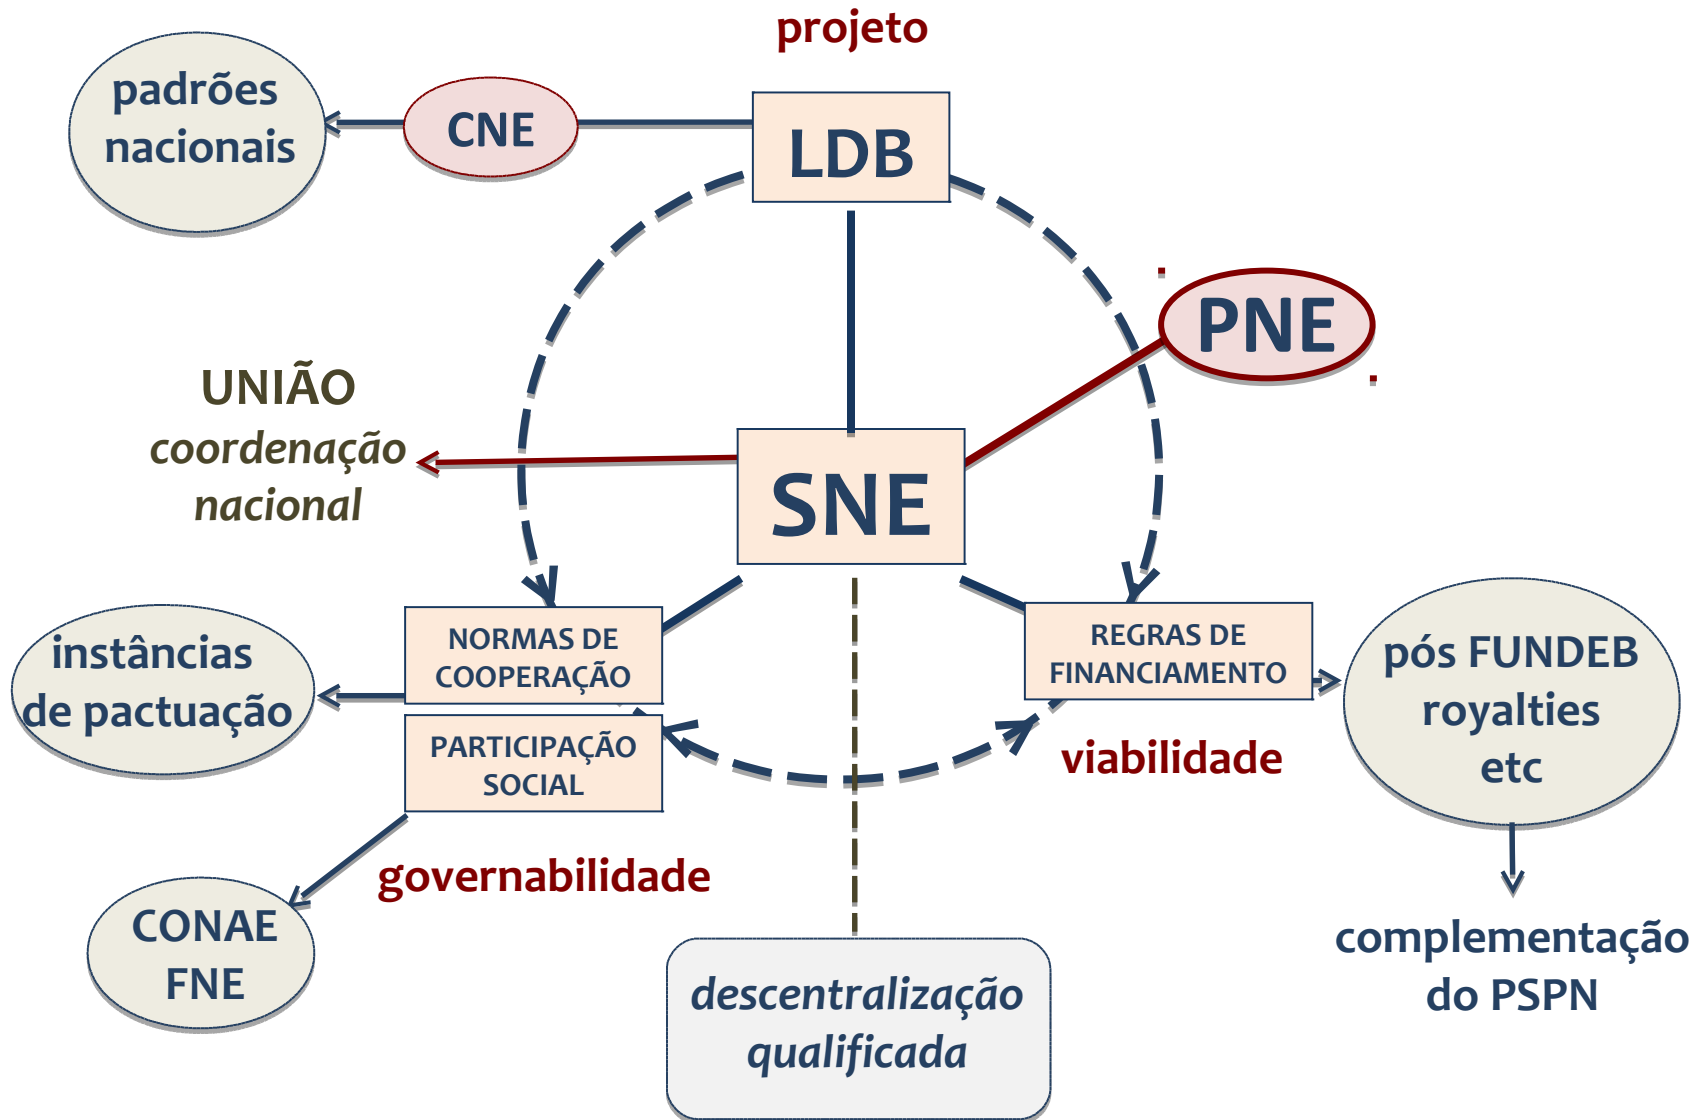 projeto
padrões
nacionais
CNE
LDB
PNE
UNIÃO
coordenação
nacional
SNE
instâncias
de pactuação
NORMAS DE
COOPERAÇÃO
REGRAS DE
FINANCIAMENTO
pós FUNDEB
royalties
etc
PARTICIPAÇÃO
SOCIAL
viabilidade
governabilidade
CONAE
FNE
descentralização
qualificada
complementação
do PSPN